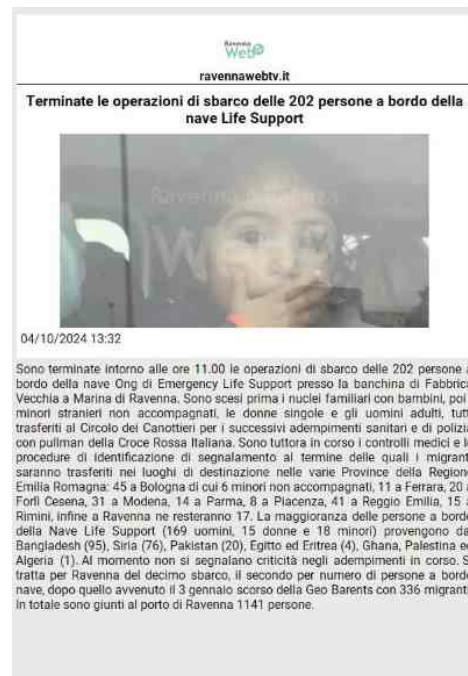 Ravenna
Web
ravennawebtv.it
Terminate le operazioni di sbarco delle 202 persone a bordo della
nave Life Support
Ravenna
04/10/2024 13:32
Sono terminate intorno alle ore 11.00 le operazioni di sbarco delle 202 persone a
bordo della nave Ong di Emergency Life Support presso la banchina di Fabbrica
Vecchia a Marina di Ravenna. Sono scesi prima i nuclei familiari con bambini, poi i
minori stranieri non accompagnati, le donne singole e gli uomini adulti, tutti
trasferiti al Circolo dei Canottieri per i successivi adempimenti sanitari e di polizia
con pullman della Croce Rossa Italiana. Sono tuttora in corso i controlli medici e le
procedure di identificazione di segnalamento al termine delle quali i migranti
saranno trasferiti nei luoghi di destinazione nelle varie Province della Regione
Emilia Romagna: 45 a Bologna di cui 6 minori non accompagnati, 11 a Ferrara, 20 a
Forlì Cesena, 31 a Modena, 14 a Parma, 8 a Piacenza, 41 a Reggio Emilia, 15 a
Rimini, infine a Ravenna ne resteranno 17. La maggioranza delle persone a bordo
della Nave Life Support (169 uomini, 15 donne e 18 minori) provengono da:
Bangladesh (95), Siria (76), Pakistan (20), Egitto ed Eritrea (4), Ghana, Palestina ed
Algeria (1). Al momento non si segnalano criticità negli adempimenti in corso. Si
tratta per Ravenna del decimo sbarco, il secondo per numero di persone a bordo
nave, dopo quello avvenuto il 3 gennaio scorso della Geo Barents con 336 migranti.
In totale sono giunti al porto di Ravenna 1141 persone.